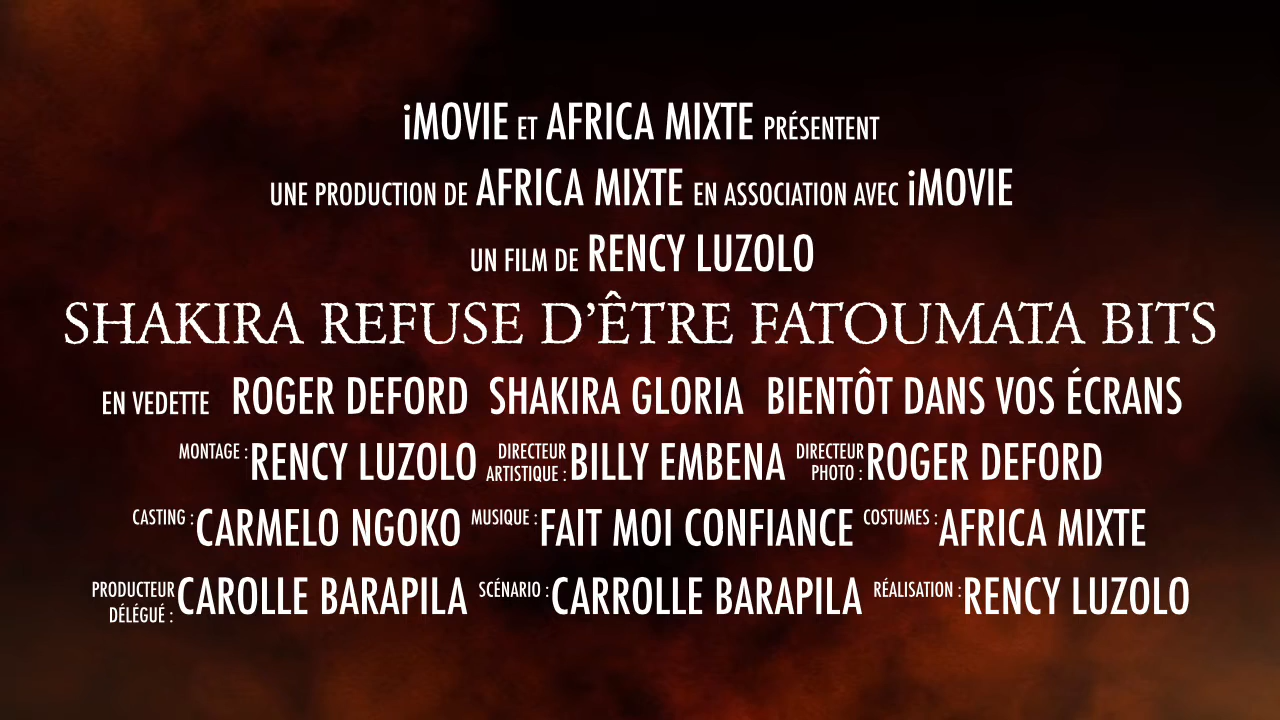 iMOVIE ET AFRICA MIXTE PRÉSENTENT
UNE PRODUCTION DE AFRICA MIXTE EN ASSOCIATION AVEC iMOVIE
UN FILM DE RENCY LUZOLO
SHAKIRA REFUSE D'ÊTRE FATOUMATA BITS
EN VEDETTE ROGER DEFORD SHAKIRA GLORIA BIENTÔT DANS VOS ÉCRANS
MONTAGE : RENCY LUZOLO DIRECTEUR ARTISTIQUE : BILLY EMBENA DIRECTEUR PHOTO : ROGER DEFORD
CASTING : CARMELO NGOKO MUSIQUE : FAIT MOI CONFIANCE COSTUMES : AFRICA MIXTE
PRODUCTEUR DÉLÉGUÉ : CAROLLE BARAPILA SCÉNARIO : CARROLLE BARAPILA RÉALISATION : RENCY LUZOLO